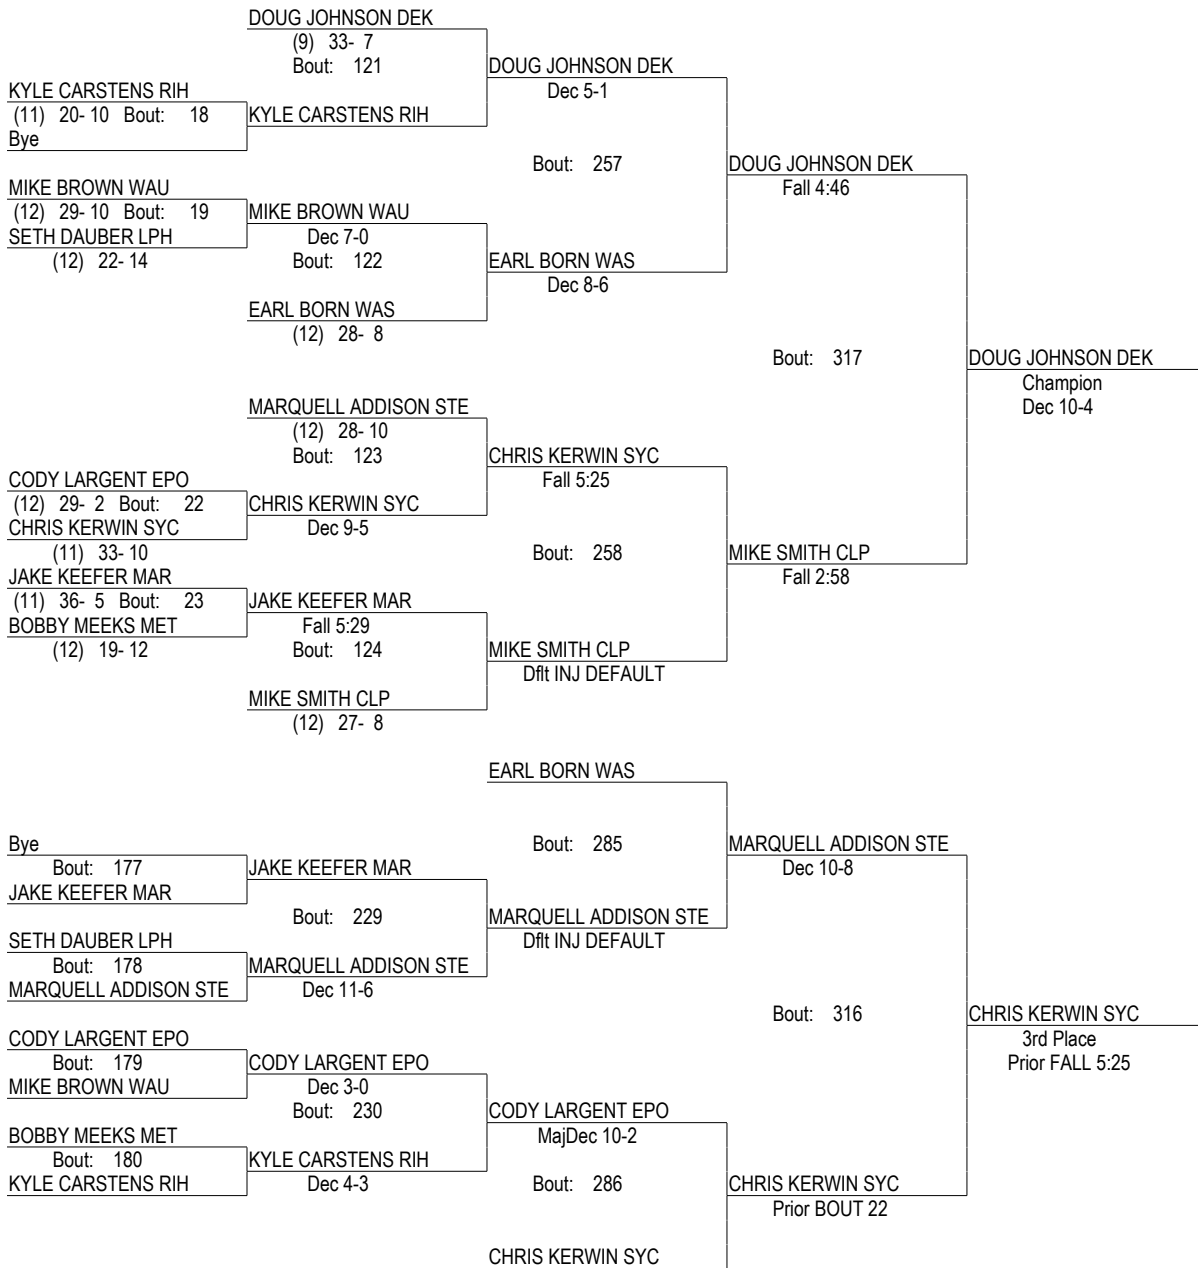 DOUG JOHNSON DEK
(9) 33- 7
Bout: 121
DOUG JOHNSON DEK
Dec 5-1
KYLE CARSTENS RIH
(11) 20- 10 Bout: 18
KYLE CARSTENS RIH
Bye
Bout: 257
DOUG JOHNSON DEK
Fall 4:46
MIKE BROWN WAU
(12) 29- 10 Bout: 19
MIKE BROWN WAU
SETH DAUBER LPH
Dec 7-0
(12) 22- 14
Bout: 122
EARL BORN WAS
Dec 8-6
EARL BORN WAS
(12) 28- 8
Bout: 317
DOUG JOHNSON DEK
Champion
Dec 10-4
MARQUELL ADDISON STE
(12) 28- 10
Bout: 123
CHRIS KERWIN SYC
Fall 5:25
CODY LARGENT EPO
(12) 29- 2 Bout: 22
CHRIS KERWIN SYC
CHRIS KERWIN SYC
Dec 9-5
(11) 33- 10
Bout: 258
MIKE SMITH CLP
Fall 2:58
JAKE KEEFER MAR
(11) 36- 5 Bout: 23
JAKE KEEFER MAR
BOBBY MEEKS MET
Fall 5:29
(12) 19- 12
Bout: 124
MIKE SMITH CLP
Dflt INJ DEFAULT
MIKE SMITH CLP
(12) 27- 8
EARL BORN WAS
Bye
Bout: 285
MARQUELL ADDISON STE
Dec 10-8
Bout: 177
JAKE KEEFER MAR
JAKE KEEFER MAR
Bout: 229
MARQUELL ADDISON STE
Dflt INJ DEFAULT
SETH DAUBER LPH
Bout: 178
MARQUELL ADDISON STE
MARQUELL ADDISON STE
Dec 11-6
Bout: 316
CHRIS KERWIN SYC
3rd Place
Prior FALL 5:25
CODY LARGENT EPO
Bout: 179
CODY LARGENT EPO
MIKE BROWN WAU
Dec 3-0
Bout: 230
CODY LARGENT EPO
MajDec 10-2
BOBBY MEEKS MET
Bout: 180
KYLE CARSTENS RIH
KYLE CARSTENS RIH
Dec 4-3
Bout: 286
CHRIS KERWIN SYC
Prior BOUT 22
CHRIS KERWIN SYC